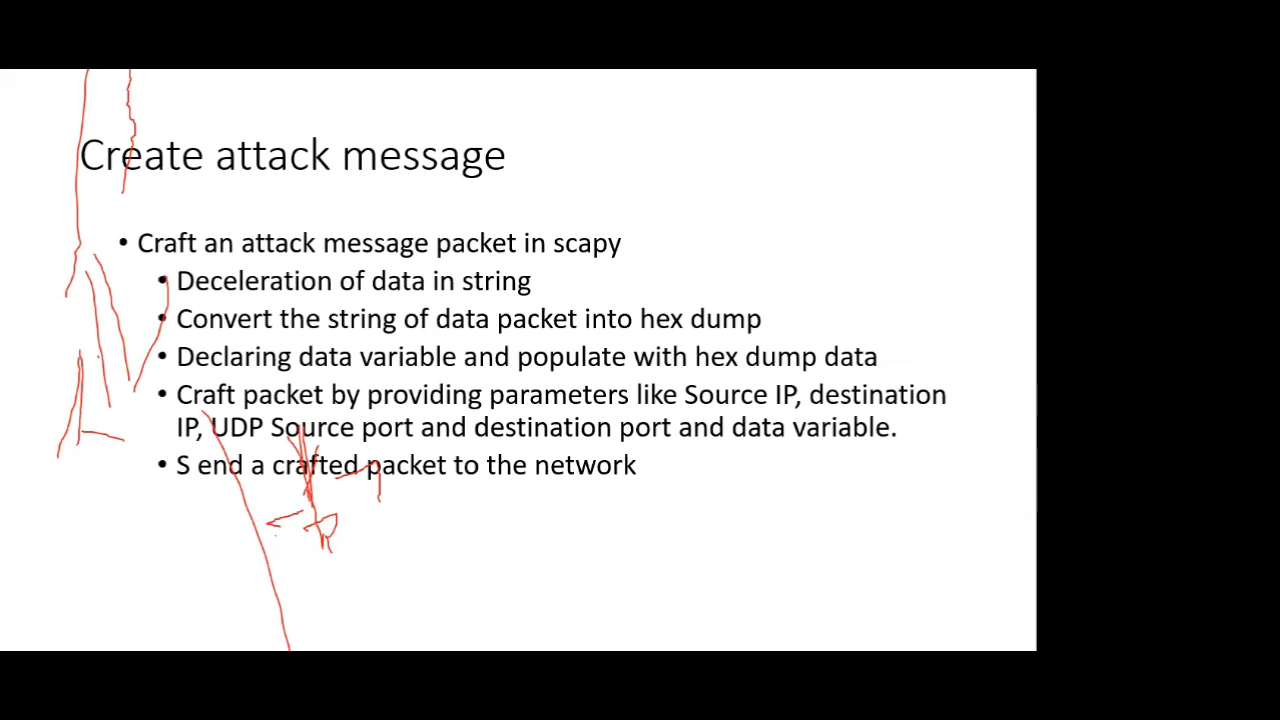 Create attack message
• Craft an attack message packet in scapy
• Deceleration of data in string
• Convert the string of data packet into hex dump
• Declaring data variable and populate with hex dump data
• Craft packet by providing parameters like Source IP, destination
IP, UDP Source port and destination port and data variable.
• S end a crafted packet to the network